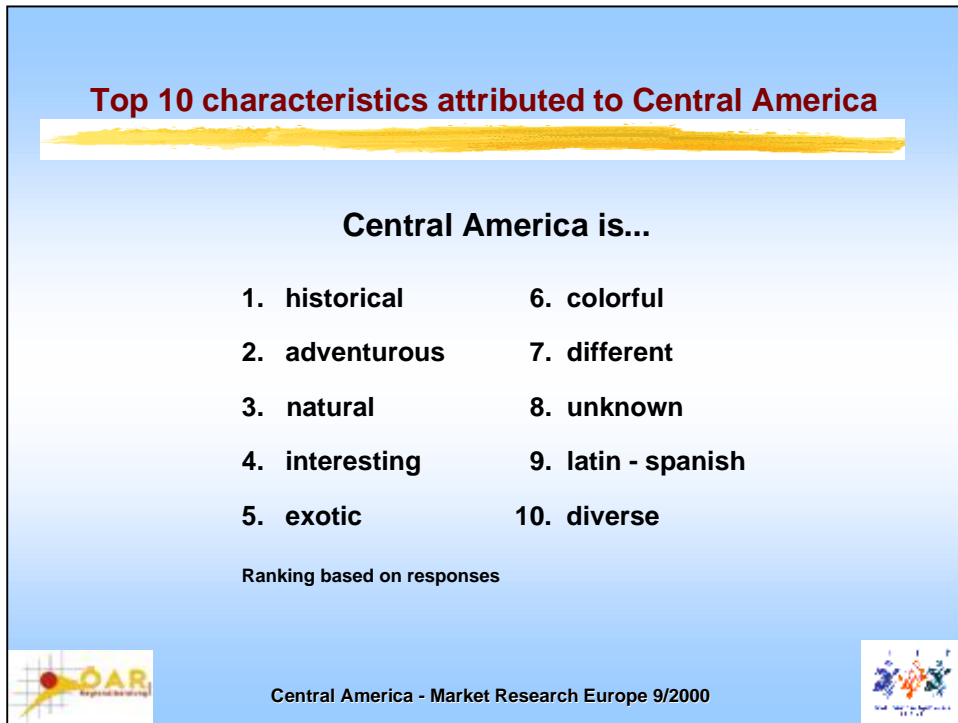 Top 10 characteristics attributed to Central America
Central America is...
1. historical
2. adventurous
3. natural
4. interesting
5. exotic
6. colorful
7. different
8. unknown
9. latin - spanish
10. diverse
Ranking based on responses
ÖAR
Regionalberatung
Central America - Market Research Europe 9/2000